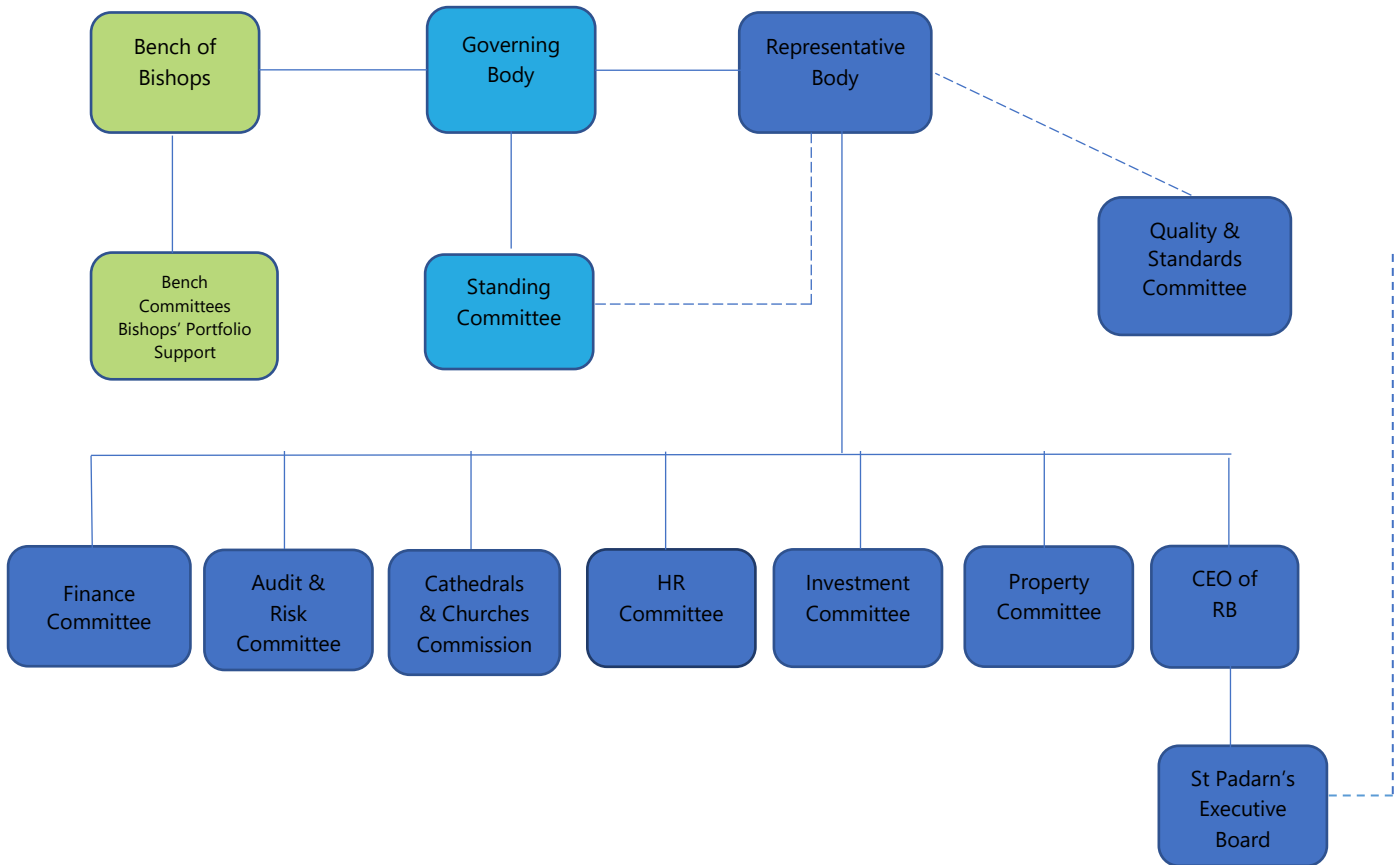 Bench of
Bishops
Governing
Body
Representative
Body
Quality &
Standards
Committee
Bench
Committees
Bishops’ Portfolio
Support
Standing
Committee
Finance
Committee
Audit &
Risk
Committee
Cathedrals
& Churches
Commission
HR
Committee
Investment
Committee
Property
Committee
CEO of
RB
St Padarn’s
Executive
Board